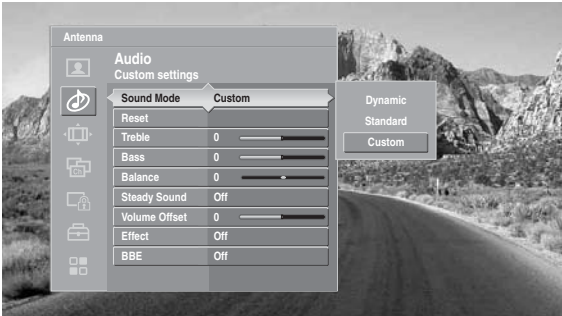 Antenna
Audio
Custom settings
Sound Mode Custom
Reset
Treble 0
Bass 0
Balance 0
Steady Sound Off
Volume Offset 0
Effect Off
BBE Off
Dynamic
Standard
Custom